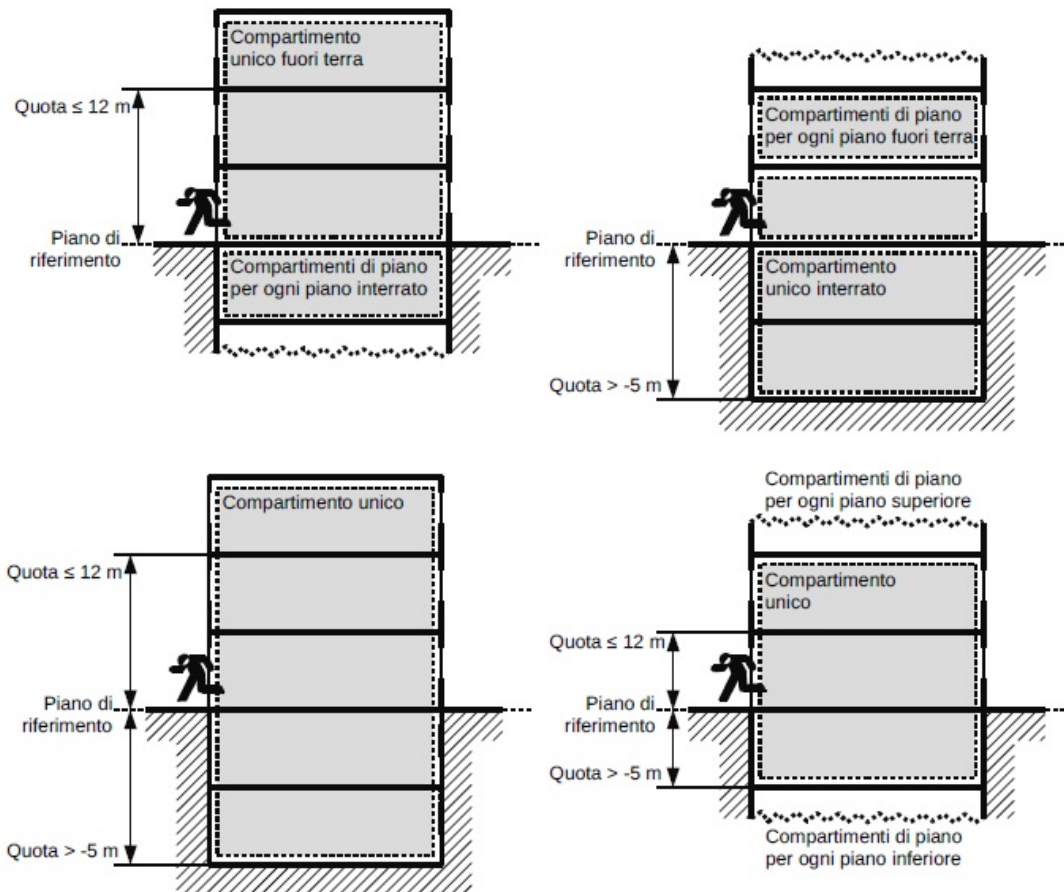 Compartimento
unico fuori terra
Quota ≤ 12 m
Piano di
riferimento
Compartimenti di piano
per ogni piano interrato
Compartimenti di piano
per ogni piano fuori terra
Piano di
riferimento
Compartimento
unico interrato
Quota > -5 m
Compartimento unico
Quota ≤ 12 m
Piano di
riferimento
Quota > -5 m
Compartimenti di piano
per ogni piano superiore
Compartimento
unico
Quota ≤ 12 m
Piano di
riferimento
Quota > -5 m
Compartimenti di piano
per ogni piano inferiore